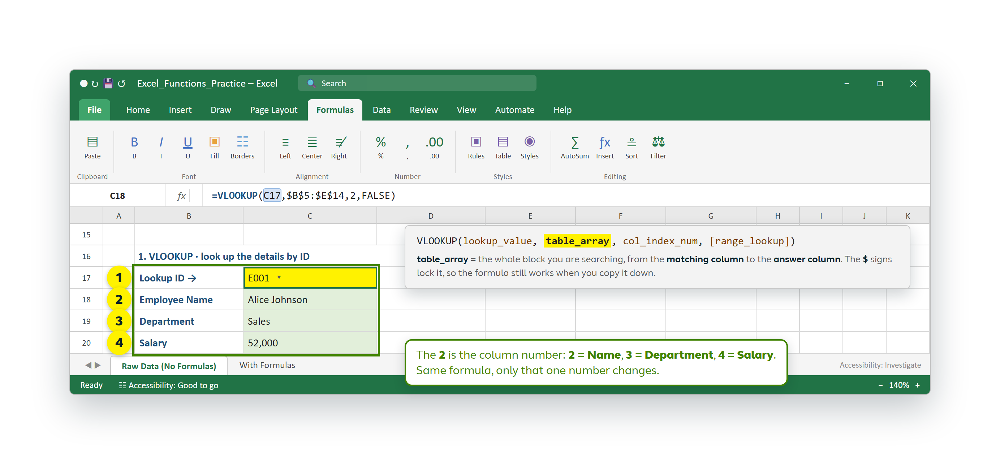 Excel_Functions_Practice – Excel
Search
File Home Insert Draw Page Layout Formulas Data Review View Automate Help
Paste B I U Fill Borders Left Center Right % , .00 Rules Table Styles AutoSum Insert Sort Filter
Clipboard Font Alignment Number Styles Editing
C18 fx =VLOOKUP(C17,$B$5:$E$14,2,FALSE)
A B C D E F G H I J K
15
VLOOKUP(lookup_value, table_array, col_index_num, [range_lookup])
table_array = the whole block you are searching, from the matching column to the answer column. The $ signs
lock it, so the formula still works when you copy it down.
16 1. VLOOKUP · look up the details by ID
1 17 Lookup ID → E001 ▼
2 18 Employee Name Alice Johnson
3 19 Department Sales
4 20 Salary 52,000
The 2 is the column number: 2 = Name, 3 = Department, 4 = Salary.
Same formula, only that one number changes.
◀ ▶ Raw Data (No Formulas) With Formulas Accessibility: Investigate
Ready Accessibility: Good to go − 140% +